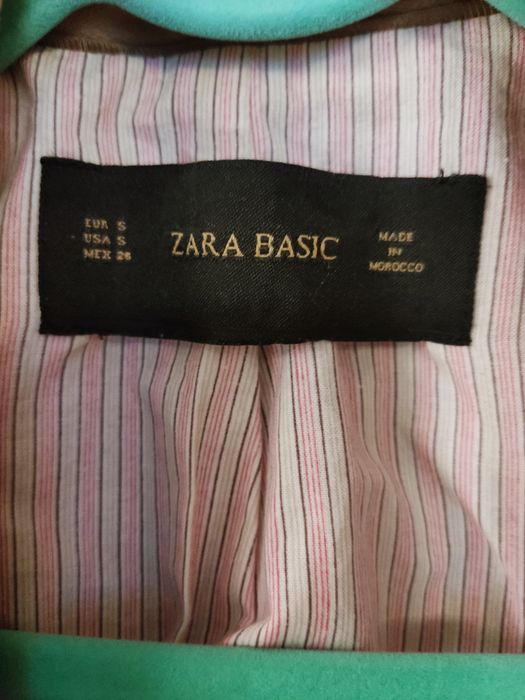 EUR S
USA S
MEX 26
ZARA BASIC
MADE
IN
MOROCCO